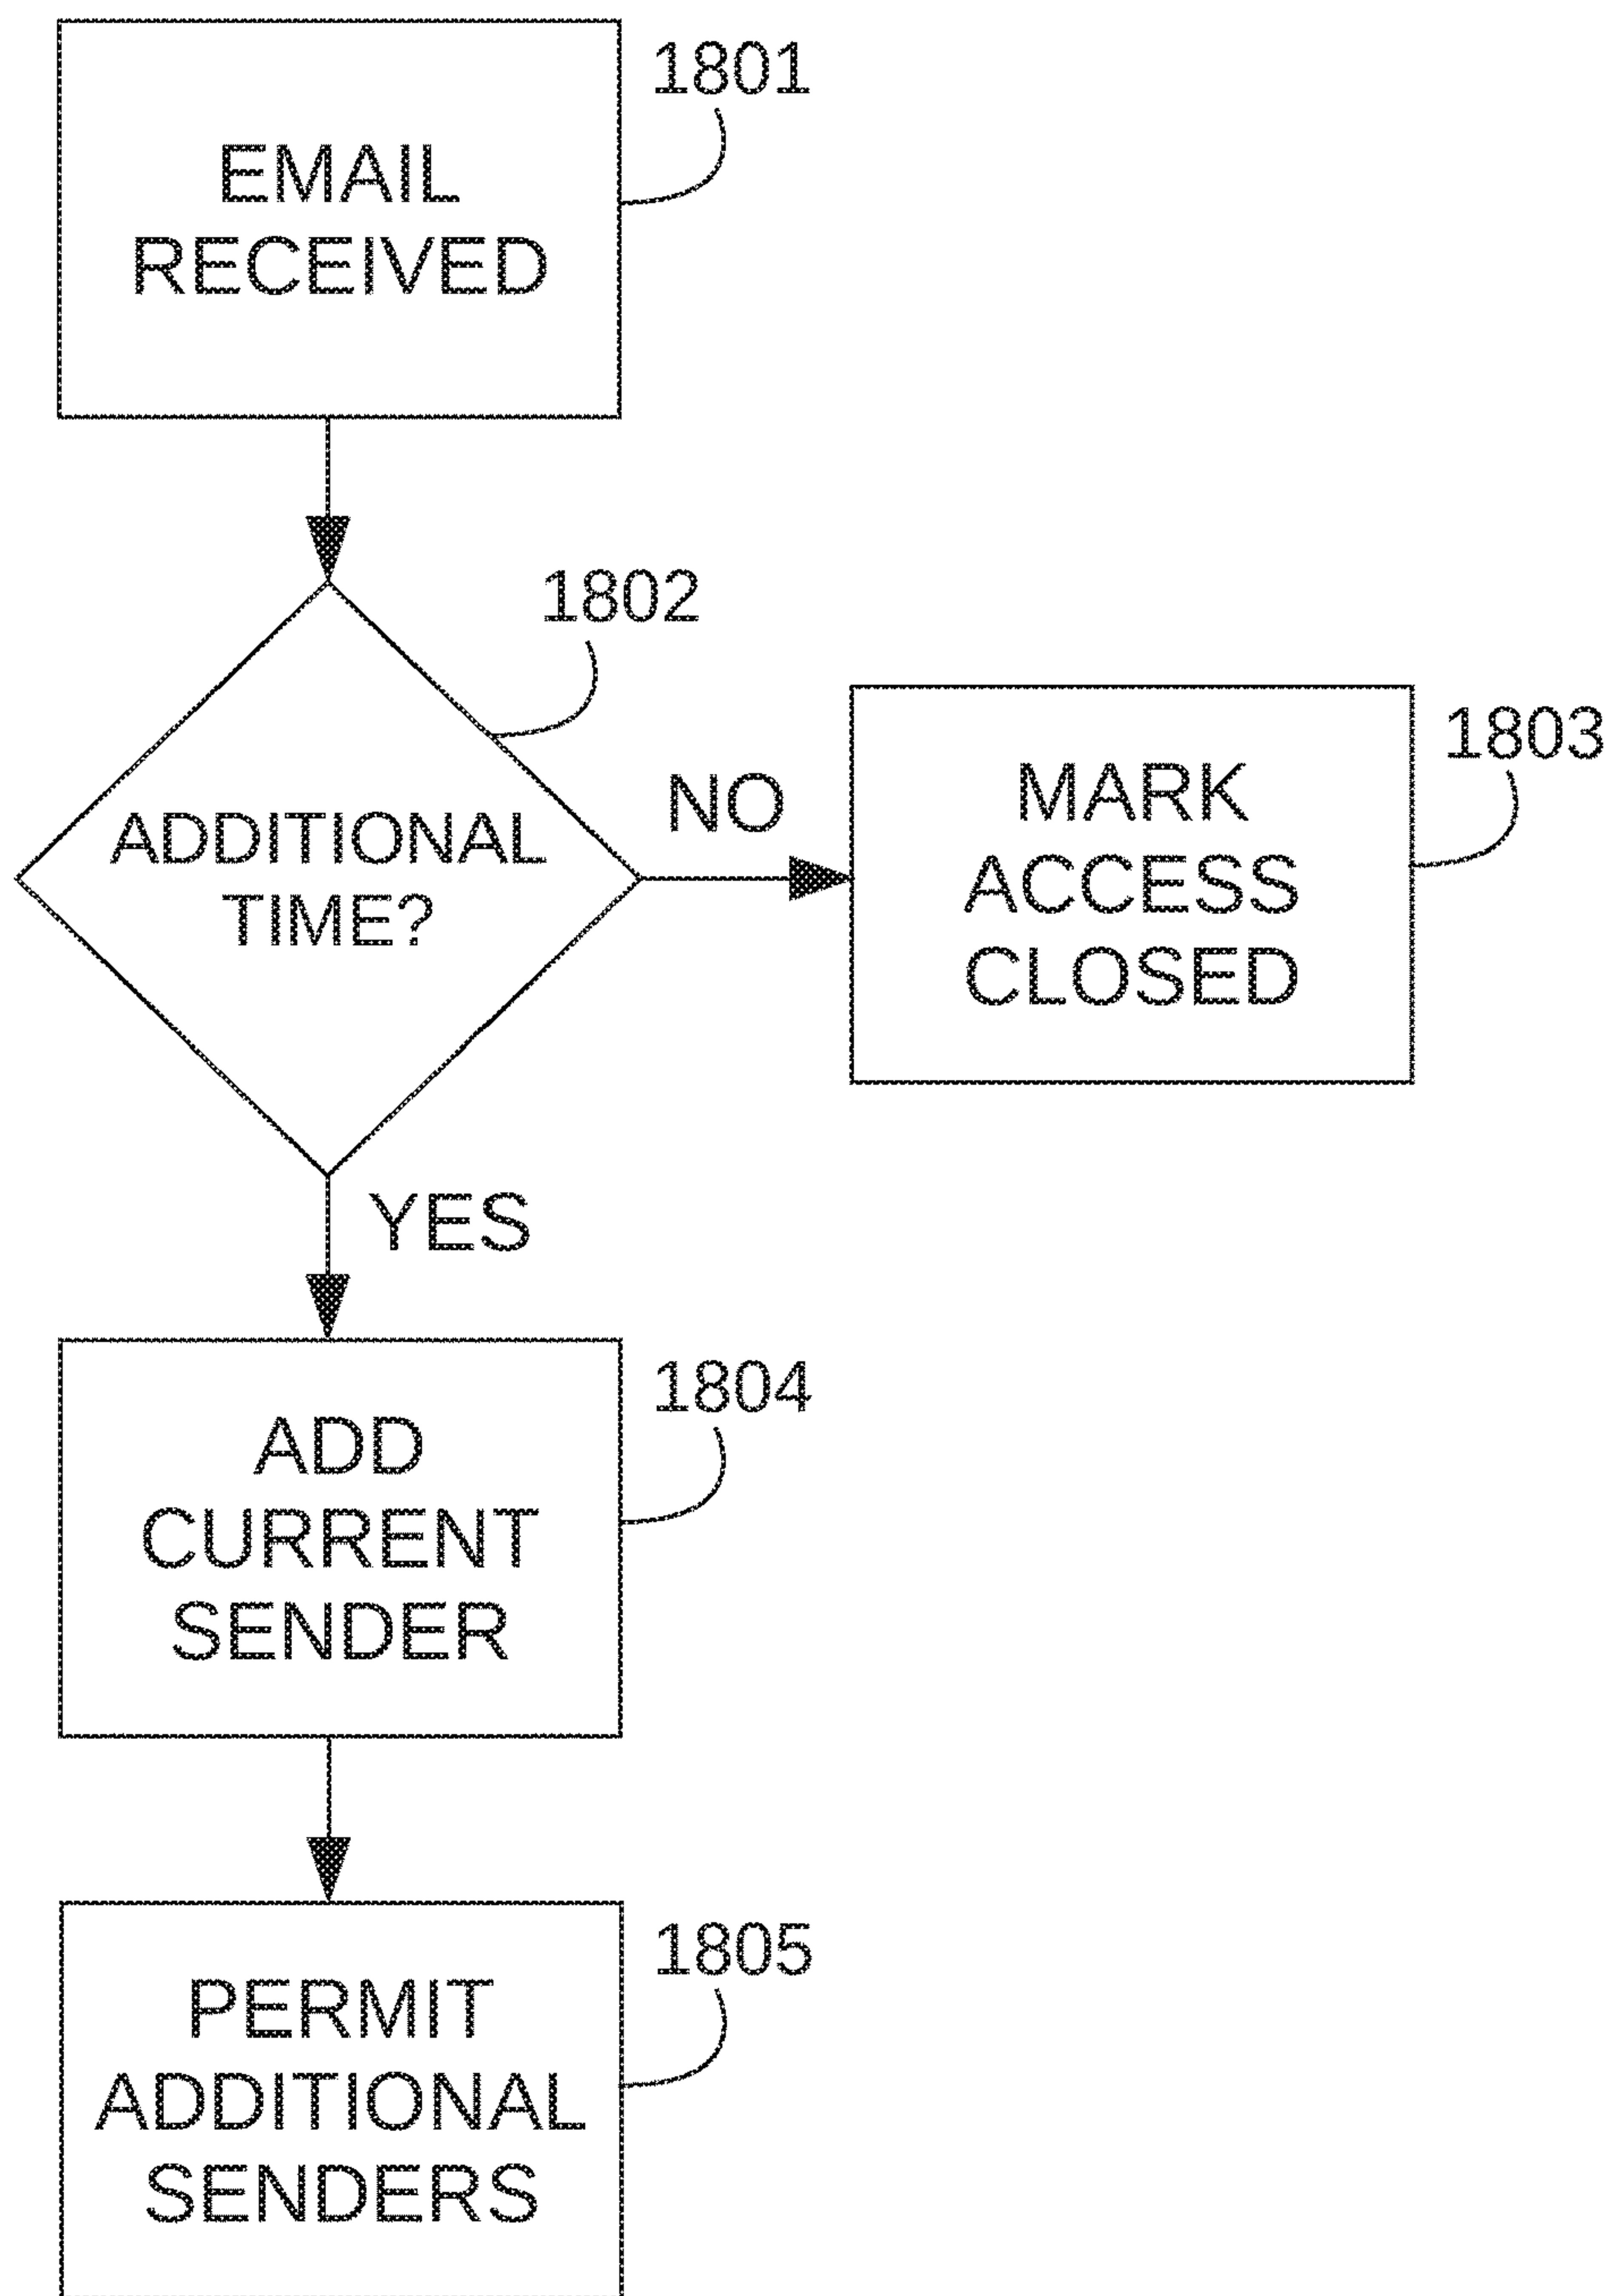 1801
EMAIL
RECEIVED
1802
ADDITIONAL
TIME?
NO
1803
MARK
ACCESS
CLOSED
YES
1804
ADD
CURRENT
SENDER
1805
PERMIT
ADDITIONAL
SENDERS